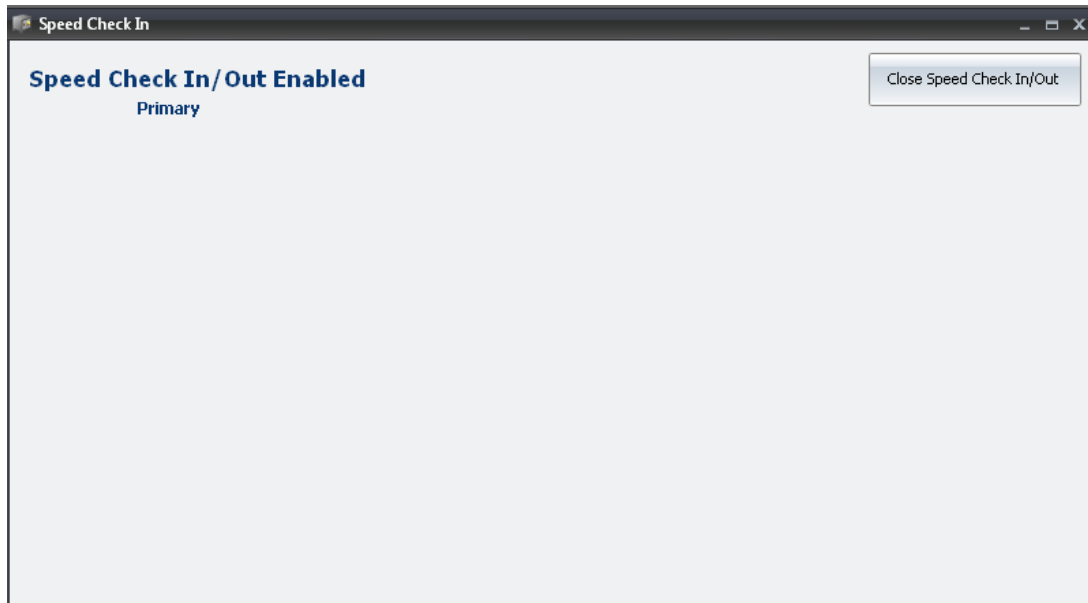 Speed Check In
Speed Check In/Out Enabled
Close Speed Check In/Out
Primary